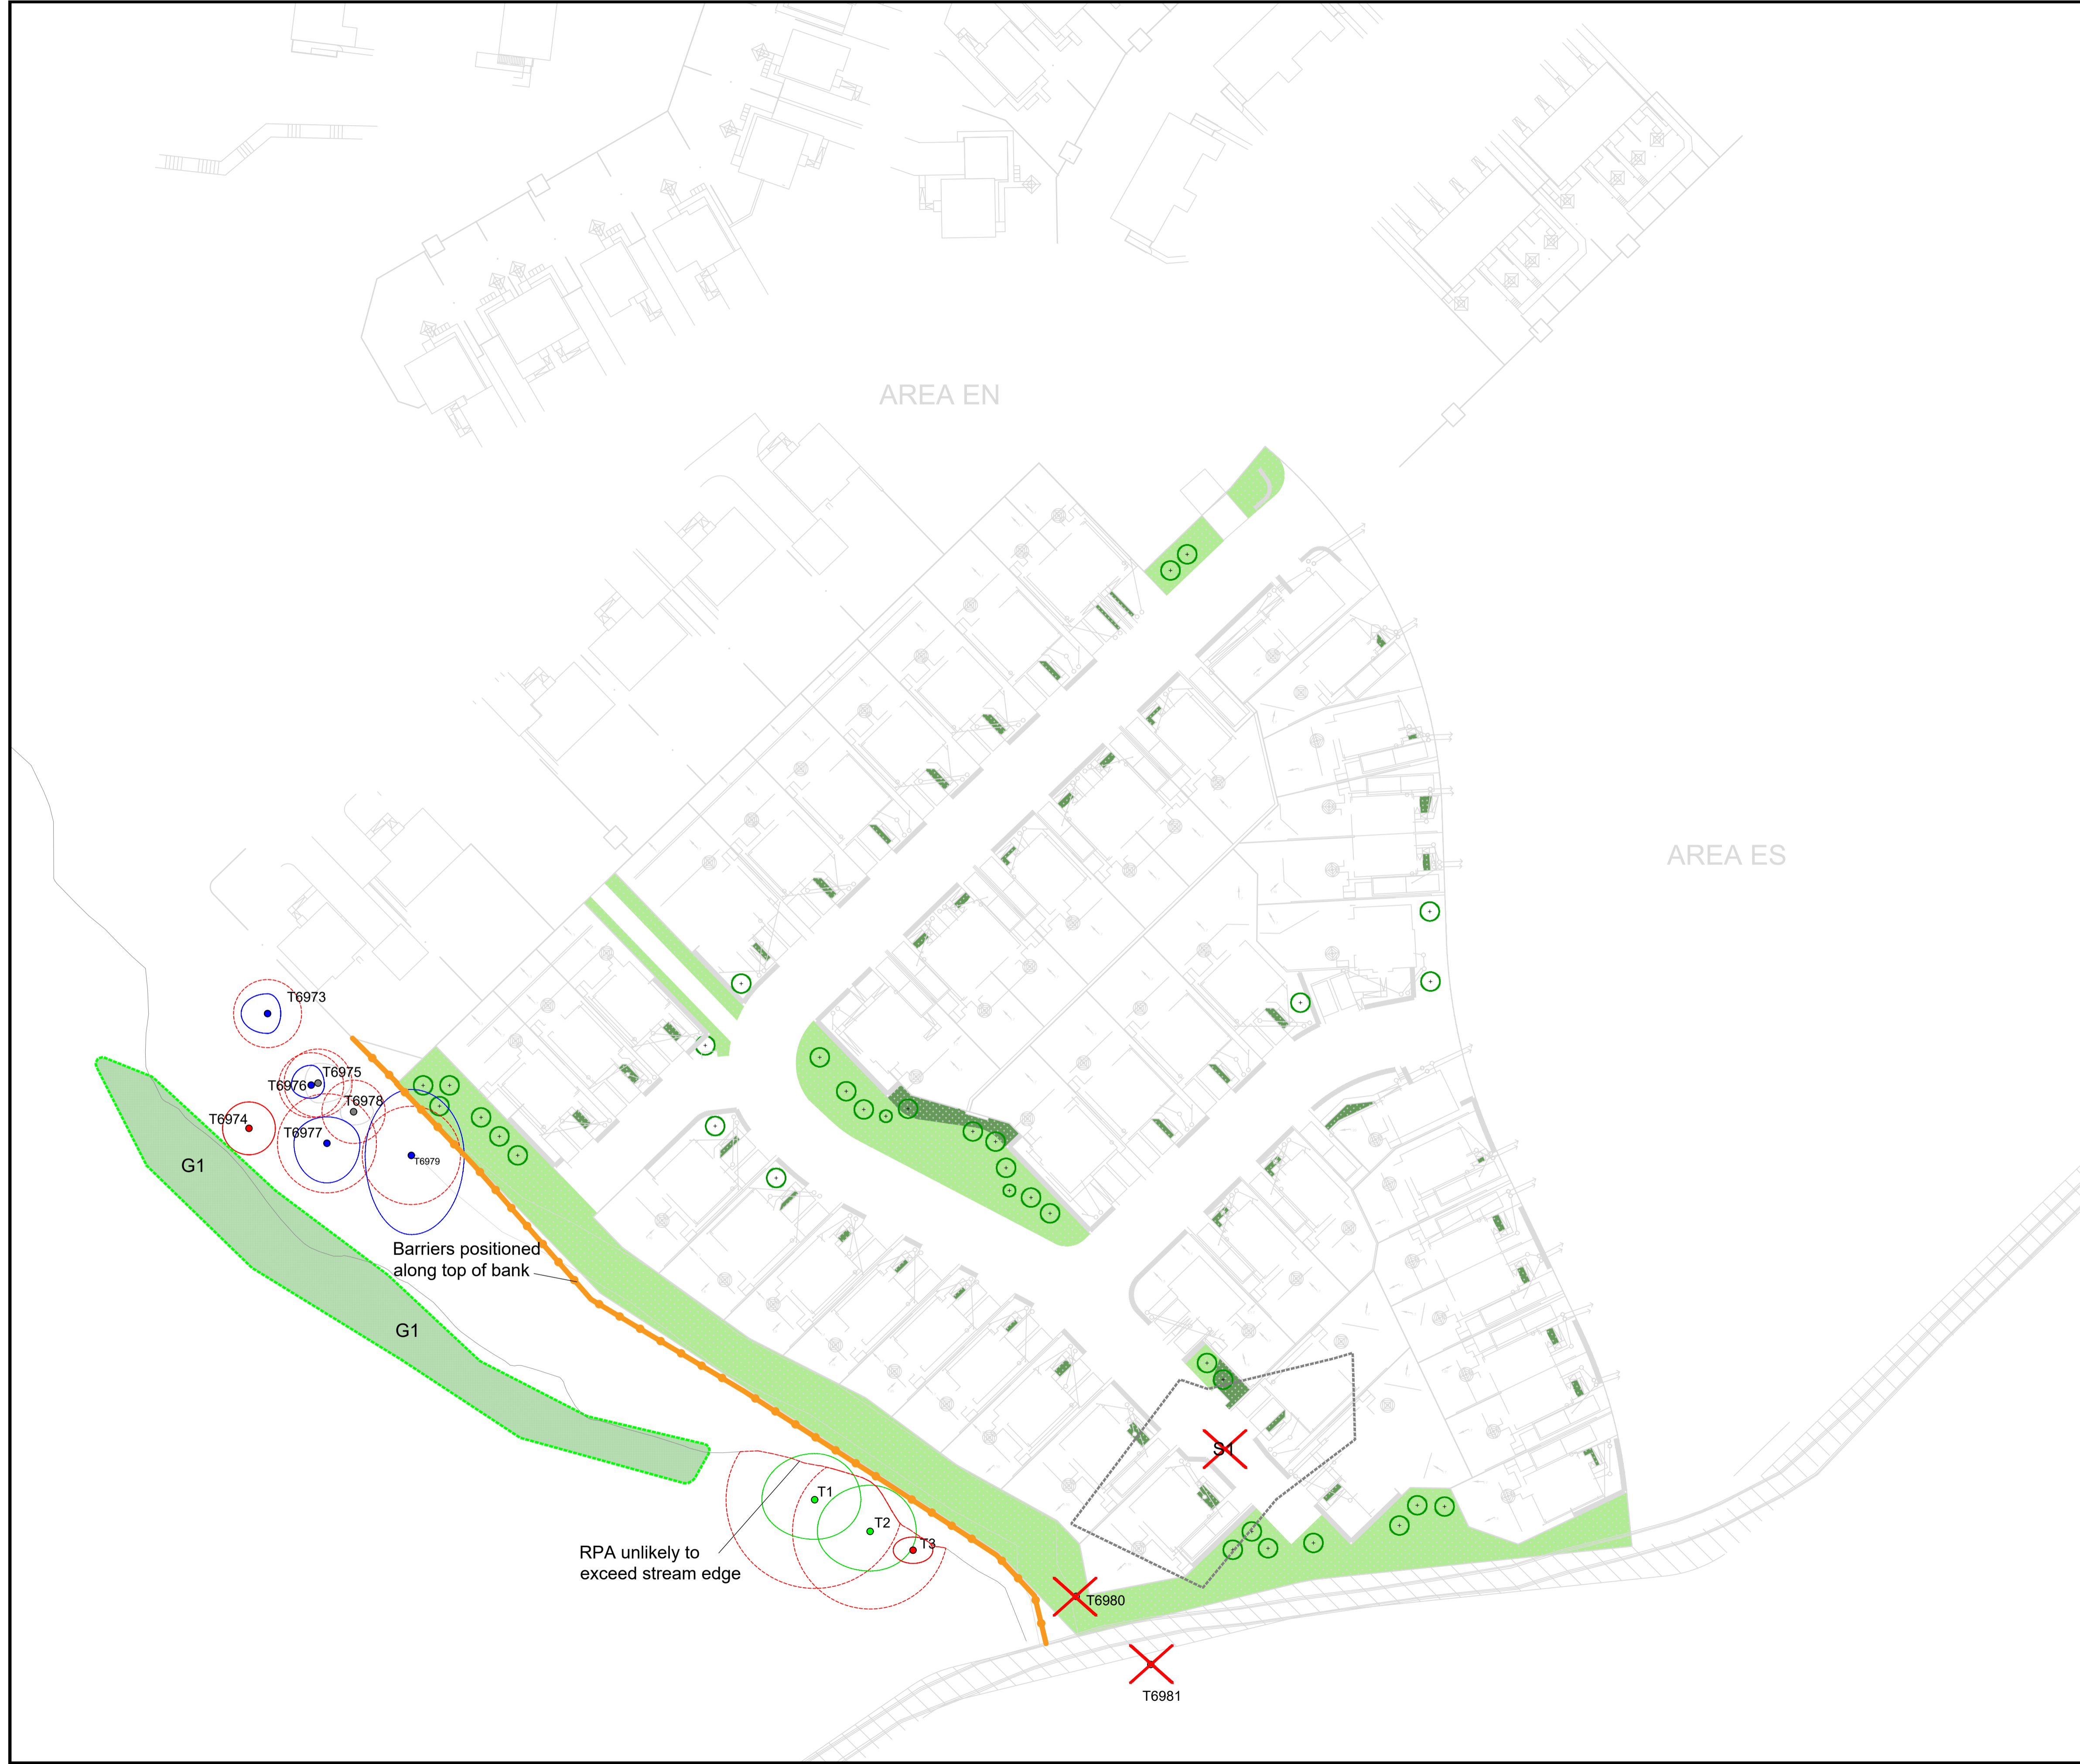 AREA EN
AREA ES
T6973
T6976
T6975
T6978
T6974
T6977
T6979
G1
Barriers positioned
along top of bank
G1
S1
T1
T2
T3
RPA unlikely to
exceed stream edge
T6980
T6981